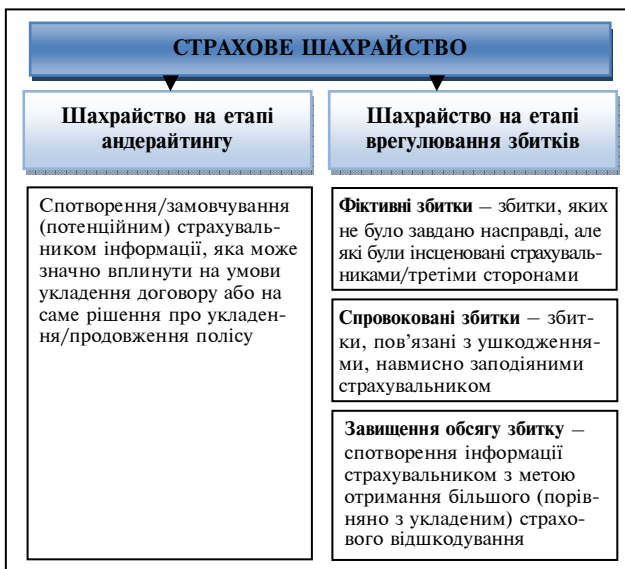 СТРАХОВЕ ШАХРАЙСТВО
Шахрайство на етапі
андерайтингу
Спотворення/замовчування
(потенційним) страхуваль-
ником інформації, яка може
значно вплинути на умови
укладення договору або на
саме рішення про укладен-
ня/продовження полісу
Шахрайство на етапі
врегулювання збитків
Фіктивні збитки – збитки, яких
не було завдано насправді, але
які були інсценовані страхуваль-
никами/третіми сторонами
Спровоковані збитки – збит-
ки, пов’язані з ушкодження-
ми, навмисно заподіяними
страхувальником
Завищення обсягу збитку –
спотворення інформації
страхувальником з метою
отримання більшого (порів-
няно з укладеним) страхо-
вого відшкодування